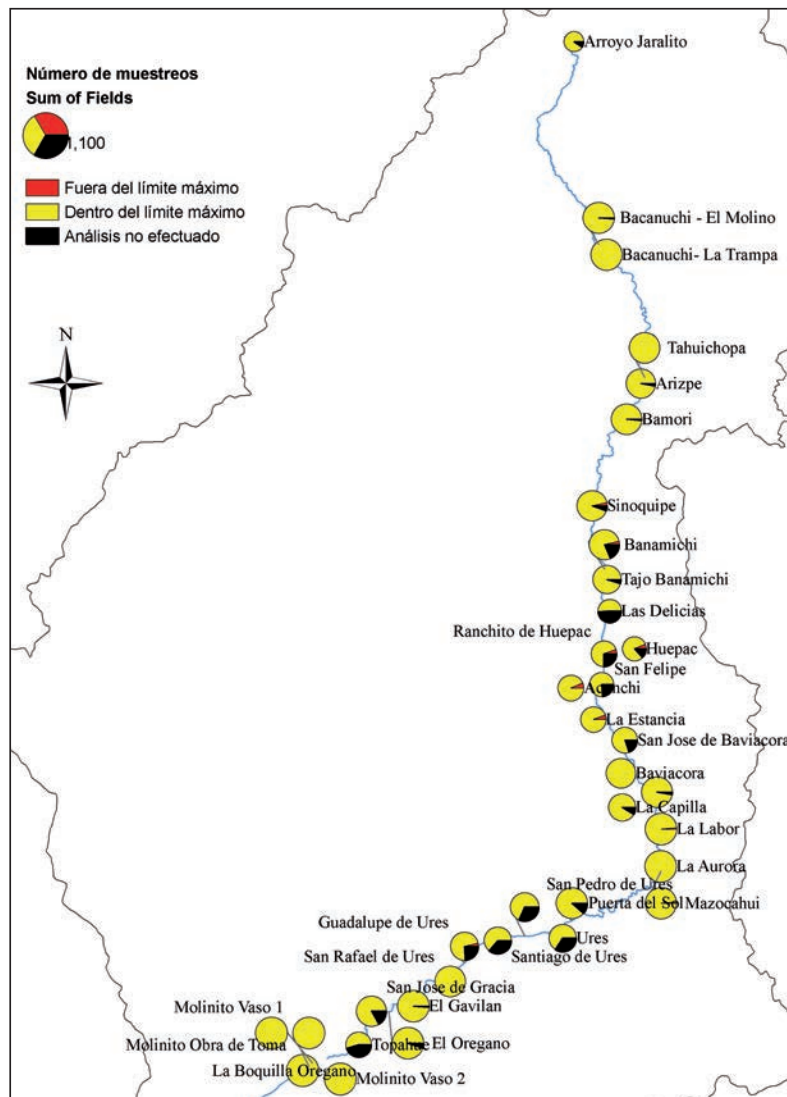 Arroyo Jaralito
Número de muestreos
Sum of Fields
1,100
Fuera del límite máximo
Dentro del límite máximo
Análisis no efectuado
Bacanuchi - El Molino
Bacanuchi- La Trampa
N
Tahuichopa
Arizpe
Bamori
Sinoquipe
Banamichi
Tajo Banamichi
Las Delicias
Ranchito de Huepac
Huepac
San Felipe
Aconchi
La Estancia
San Jose de Baviacora
Baviacora
La Capilla
La Labor
La Aurora
San Pedro de Ures
Puerta del Sol
Mazocahui
Guadalupe de Ures
Ures
San Rafael de Ures
Santiago de Ures
San Jose de Gracia
Molinito Vaso 1
El Gavilan
Molinito Obra de Toma
Topahue
El Oregano
La Boquilla Oregano
Molinito Vaso 2